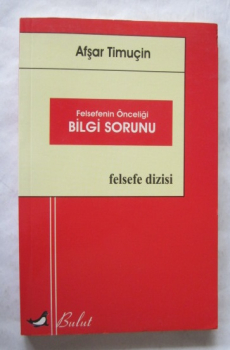 Afşar Timuçin
Felsefenin Önceliği
BİLGİ SORUNU
felsefe dizisi
Bulut